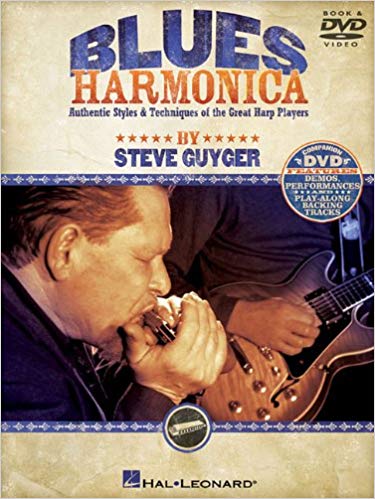 BLUES
BOOK &
DVD
VIDEO
HARMONICA
Authentic Styles & Techniques of the Great Harp Players
BY
STEVE GUYGER
COMPANION
DVD
FEATURES
DEMOS,
PERFORMANCES
AND
PLAY-ALONG
BACKING
TRACKS
HAL•LEONARD®